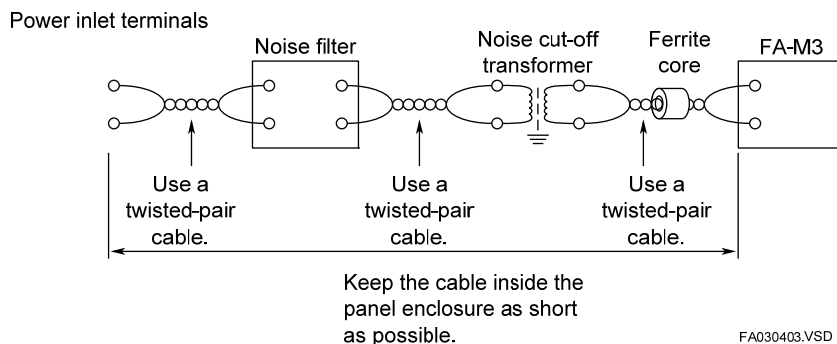 Power inlet terminals
Noise filter
Noise cut-off
transformer
Ferrite
core
FA-M3
Use a
twisted-pair
cable.
Use a
twisted-pair
cable.
Use a
twisted-pair
cable.
Keep the cable inside the
panel enclosure as short
as possible.
FA030403.VSD